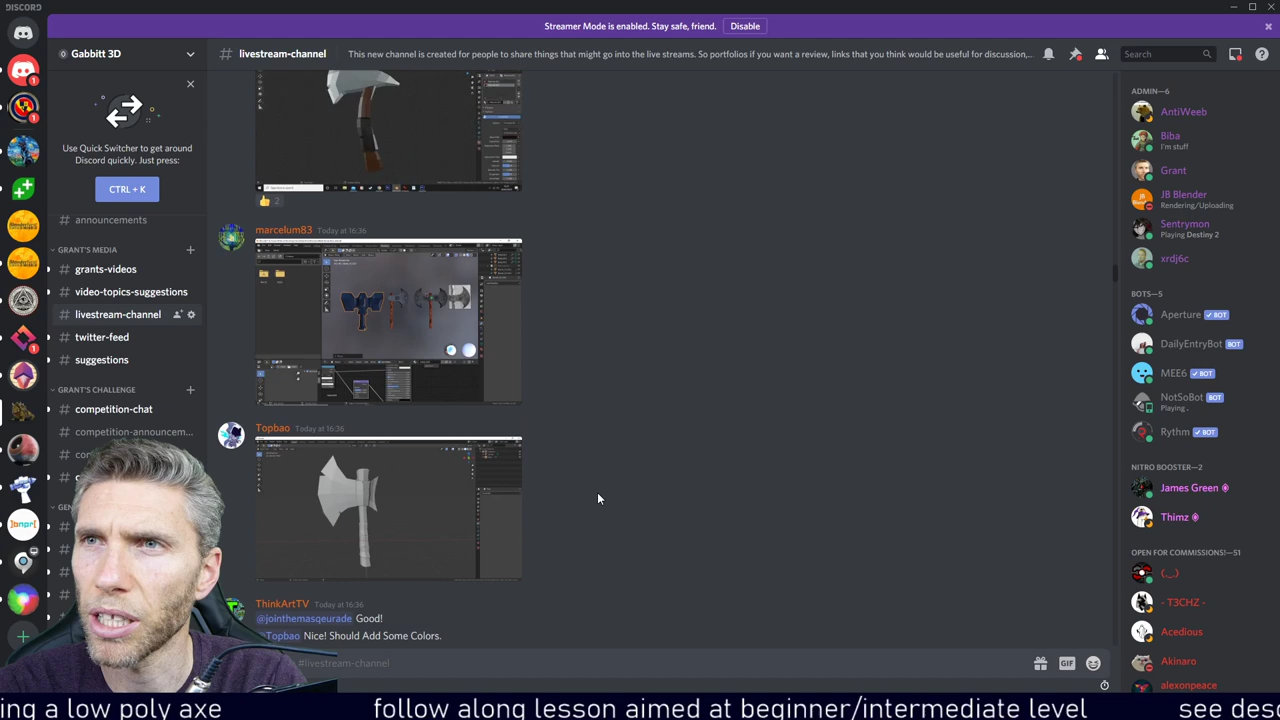 DISCORD
Streamer Mode is enabled. Stay safe, friend.
Disable
Gabbitt 3D
livestream-channel
This new channel is created for people to share things that might go into the live streams. So portfolios if you want a review, links that you think would be useful for discussion,...
Search
Use Quick Switcher to get around
Discord quickly. Just press:
CTRL + K
announcements
GRANT'S MEDIA
grants-videos
video-topics-suggestions
livestream-channel
twitter-feed
suggestions
GRANT'S CHALLENGE
competition-chat
competition-announcem...
2
marcelum83 Today at 16:36
Topbao Today at 16:36
ThinkArtTV Today at 16:36
@jointhemasqeurade Good!
@Topbao Nice! Should Add Some Colors.
#livestream-channel
GIF
ADMIN—6
AntiWeeb
Biba
I'm stuff
Grant
JB Blender
Rendering/Uploading
Sentrymon
Playing Destiny 2
xrdj6c
BOTS—5
Aperture BOT
DailyEntryBot BOT
MEE6 BOT
NotSoBot BOT
Playing .
Rythm BOT
NITRO BOOSTER—2
James Green
Thimz
OPEN FOR COMMISSIONS!—51
(._.)
- T3CHZ -
Acedious
Akinaro
alexonpeace
ing a low poly axe
follow along lesson aimed at beginner/intermediate level
see desc